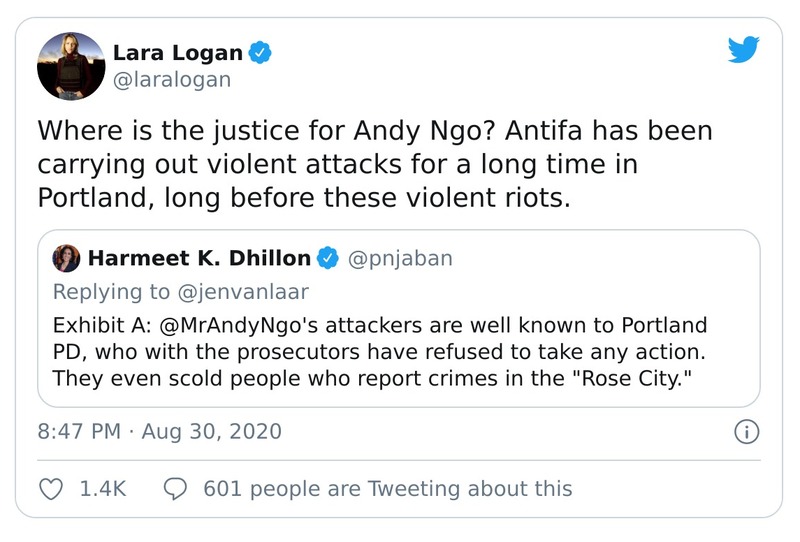 Lara Logan
@laralogan
Where is the justice for Andy Ngo? Antifa has been
carrying out violent attacks for a long time in
Portland, long before these violent riots.
Harmeet K. Dhillon @pnjaban
Replying to @jenvanlaar
Exhibit A: @MrAndyNgo's attackers are well known to Portland
PD, who with the prosecutors have refused to take any action.
They even scold people who report crimes in the "Rose City."
8:47 PM · Aug 30, 2020
1.4K 601 people are Tweeting about this